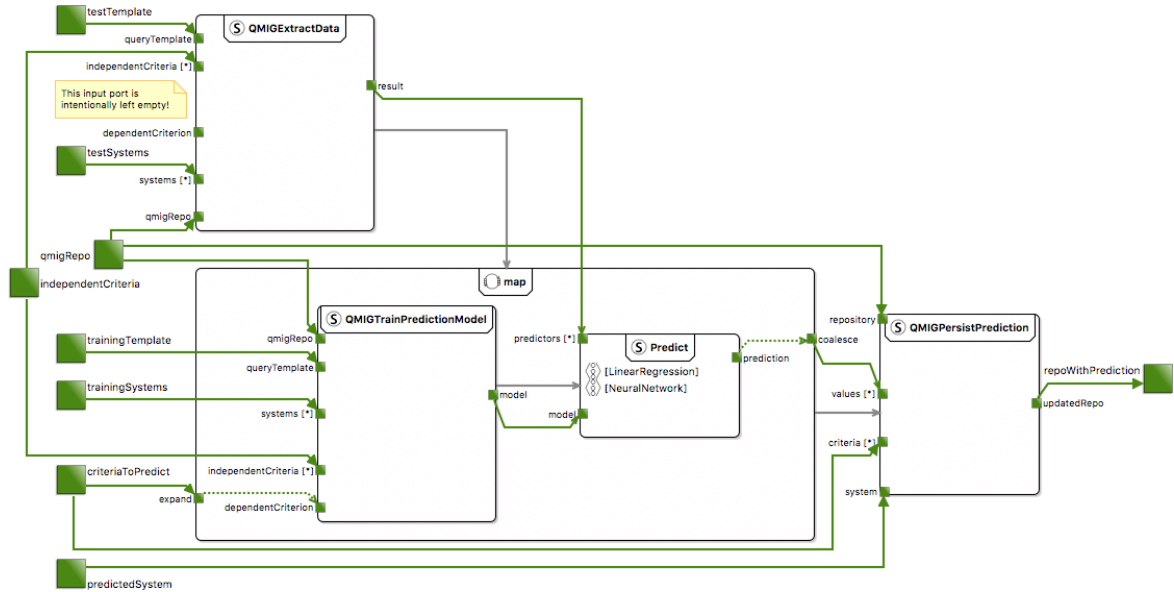 testTemplate
S QMIGExtractData
queryTemplate
independentCriteria [*]
This input port is
intentionally left empty!
result
dependentCriterion
testSystems
systems [*]
qmigRepo
qmigRepo
independentCriteria
map
S QMIGTrainPredictionModel
qmigRepo
trainingTemplate
queryTemplate
trainingSystems
systems [*]
model
criteriaToPredict
independentCriteria [*]
expand
dependentCriterion
predictors [*]
S Predict
[LinearRegression]
[NeuralNetwork]
prediction
model
coalesce
repository
S QMIGPersistPrediction
values [*]
criteria [*]
system
repoWithPrediction
updatedRepo
predictedSystem